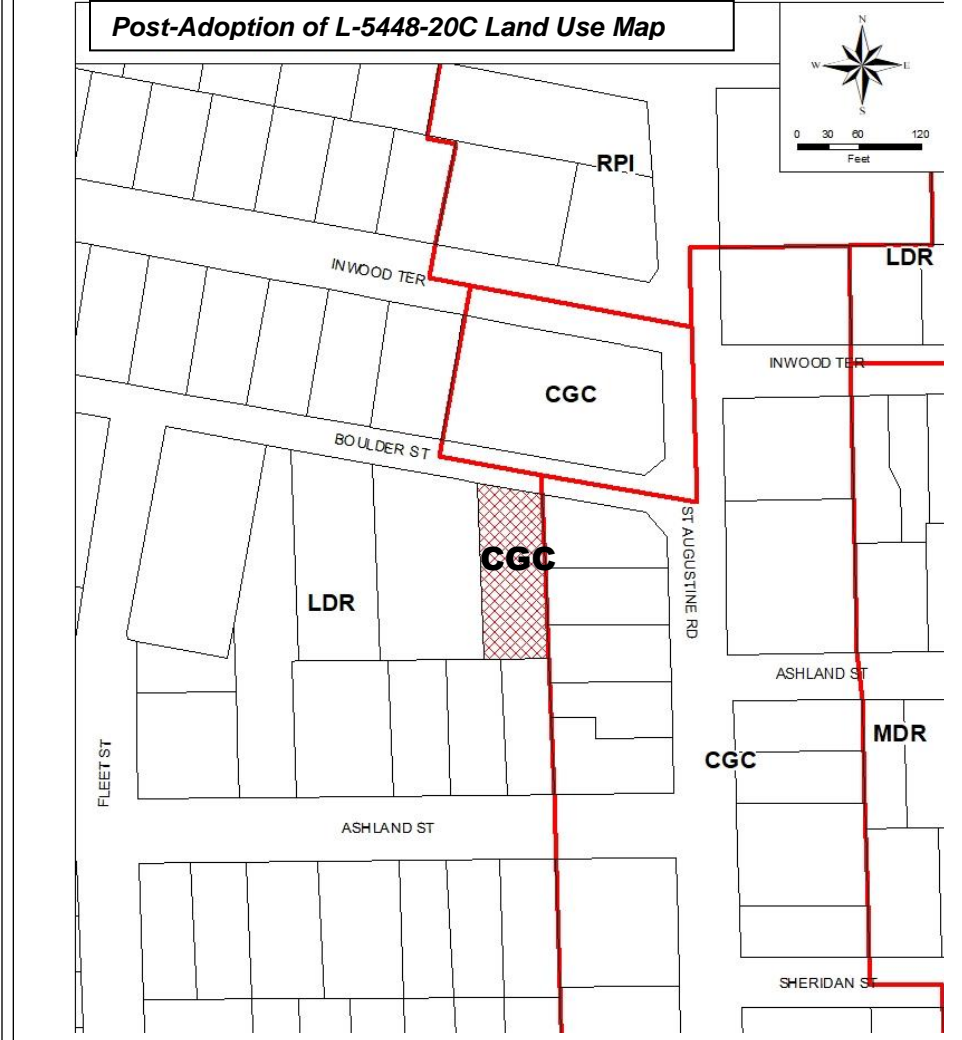 Post-Adoption of L-5448-20C Land Use Map
N
W
E
S
0 30 60 120
Feet
RPI
LDR
INWOOD TER
INWOOD TER
CGC
BOULDER ST
ST AUGUSTINE RD
CGC
LDR
ASHLAND ST
MDR
CGC
FLEET ST
ASHLAND ST
SHERIDAN ST